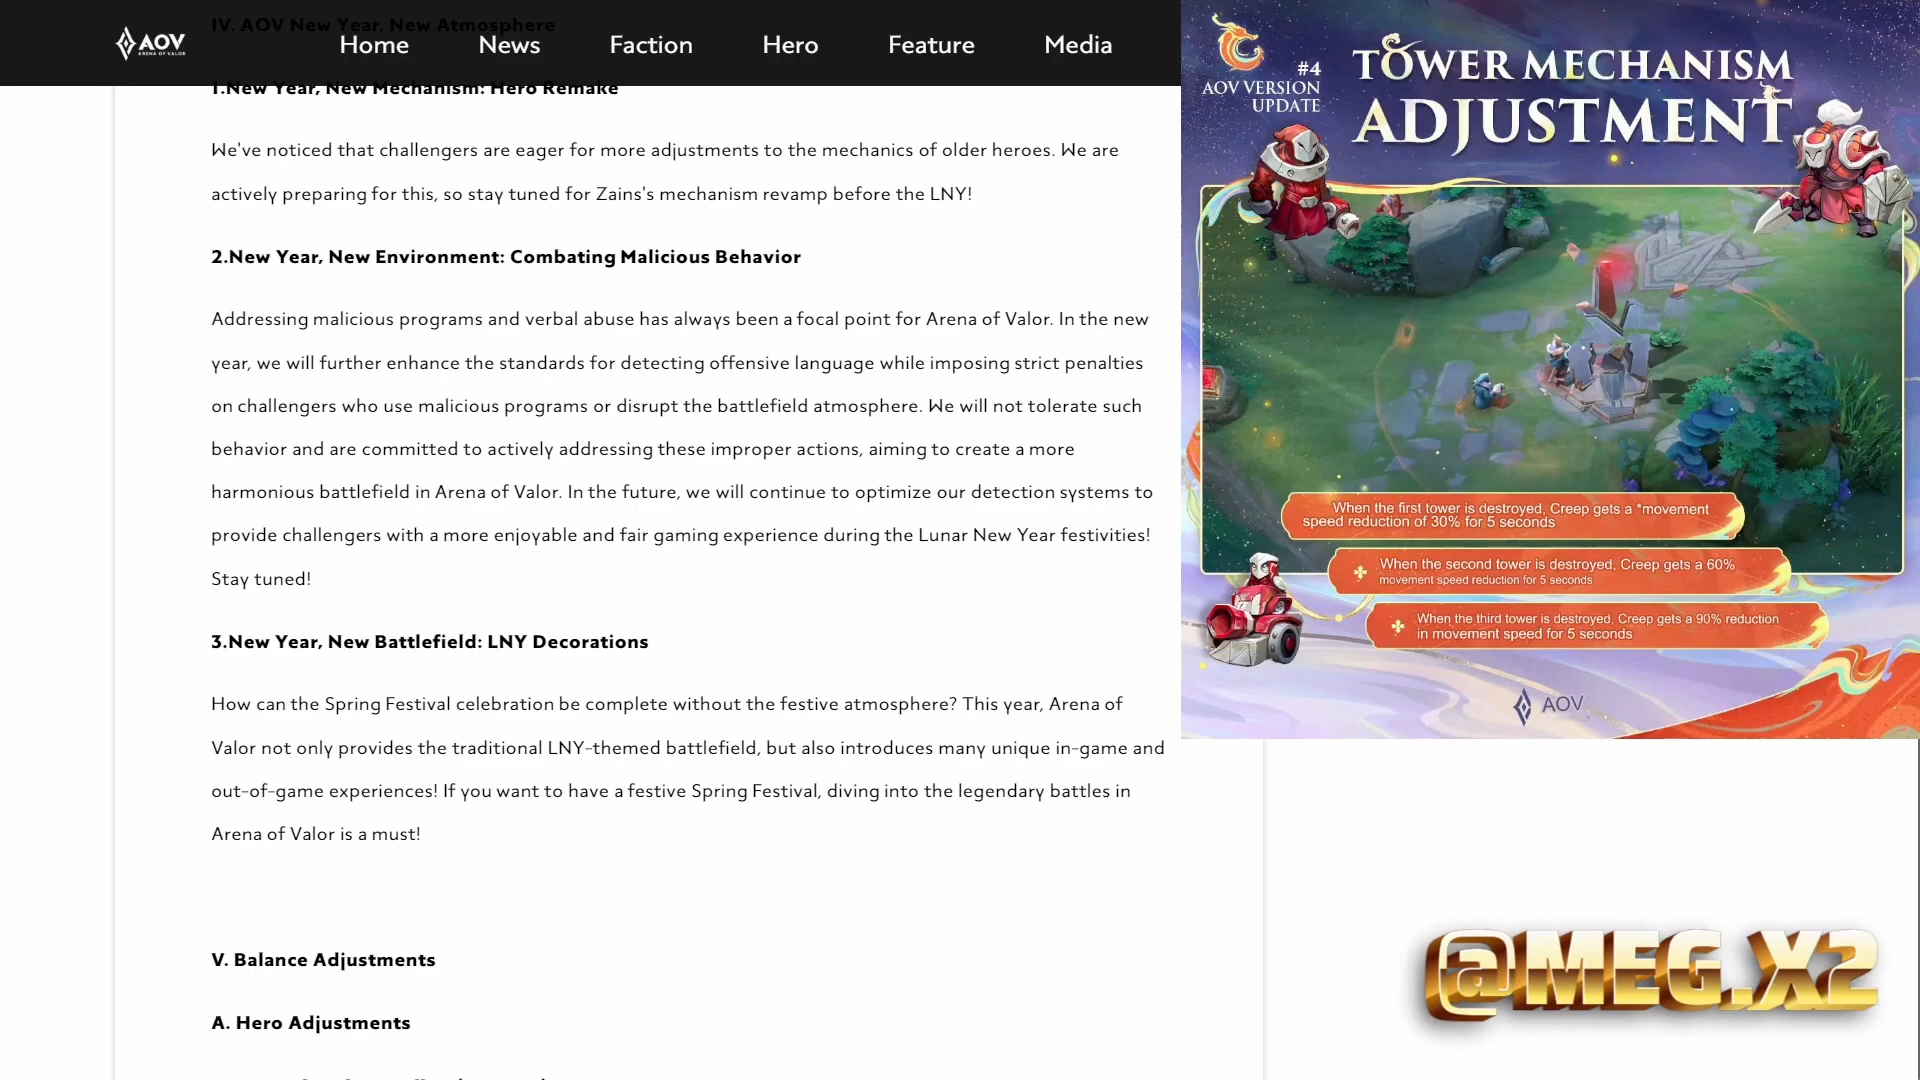 IV. AOV New Year, New Atmosphere
AOV
ARENA OF VALOR
Home
News
Faction
Hero
Feature
Media
1.New Year, New Mechanism: Hero Remake
We've noticed that challengers are eager for more adjustments to the mechanics of older heroes. We are
actively preparing for this, so stay tuned for Zains's mechanism revamp before the LNY!
2.New Year, New Environment: Combating Malicious Behavior
Addressing malicious programs and verbal abuse has always been a focal point for Arena of Valor. In the new
year, we will further enhance the standards for detecting offensive language while imposing strict penalties
on challengers who use malicious programs or disrupt the battlefield atmosphere. We will not tolerate such
behavior and are committed to actively addressing these improper actions, aiming to create a more
harmonious battlefield in Arena of Valor. In the future, we will continue to optimize our detection systems to
provide challengers with a more enjoyable and fair gaming experience during the Lunar New Year festivities!
Stay tuned!
3.New Year, New Battlefield: LNY Decorations
How can the Spring Festival celebration be complete without the festive atmosphere? This year, Arena of
Valor not only provides the traditional LNY-themed battlefield, but also introduces many unique in-game and
out-of-game experiences! If you want to have a festive Spring Festival, diving into the legendary battles in
Arena of Valor is a must!
V. Balance Adjustments
A. Hero Adjustments
#4
AOV VERSION
UPDATE
TOWER MECHANISM
ADJUSTMENT
When the first tower is destroyed, Creep gets a *movement
speed reduction of 30% for 5 seconds
When the second tower is destroyed, Creep gets a 60%
movement speed reduction for 5 seconds
When the third tower is destroyed, Creep gets a 90% reduction
in movement speed for 5 seconds
AOV
@MEG.X2